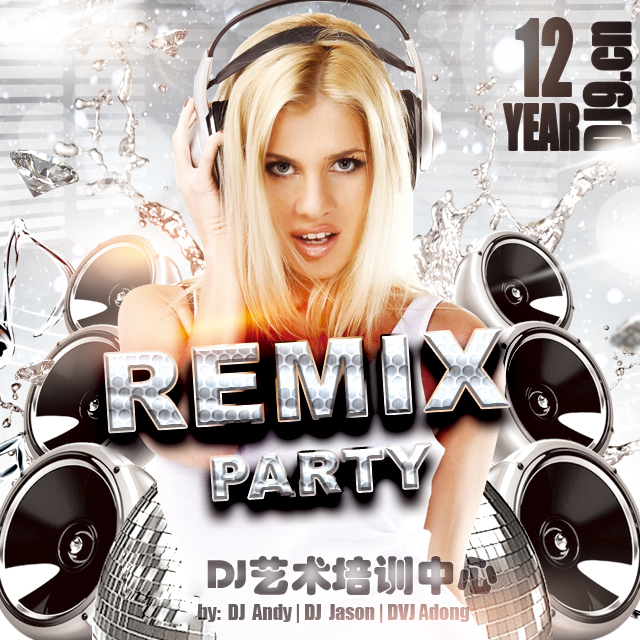 12
YEAR
DJ9.cn
REMIX
PARTY
DJ艺术培训中心
by: DJ Andy | DJ Jason | DVJ Adong